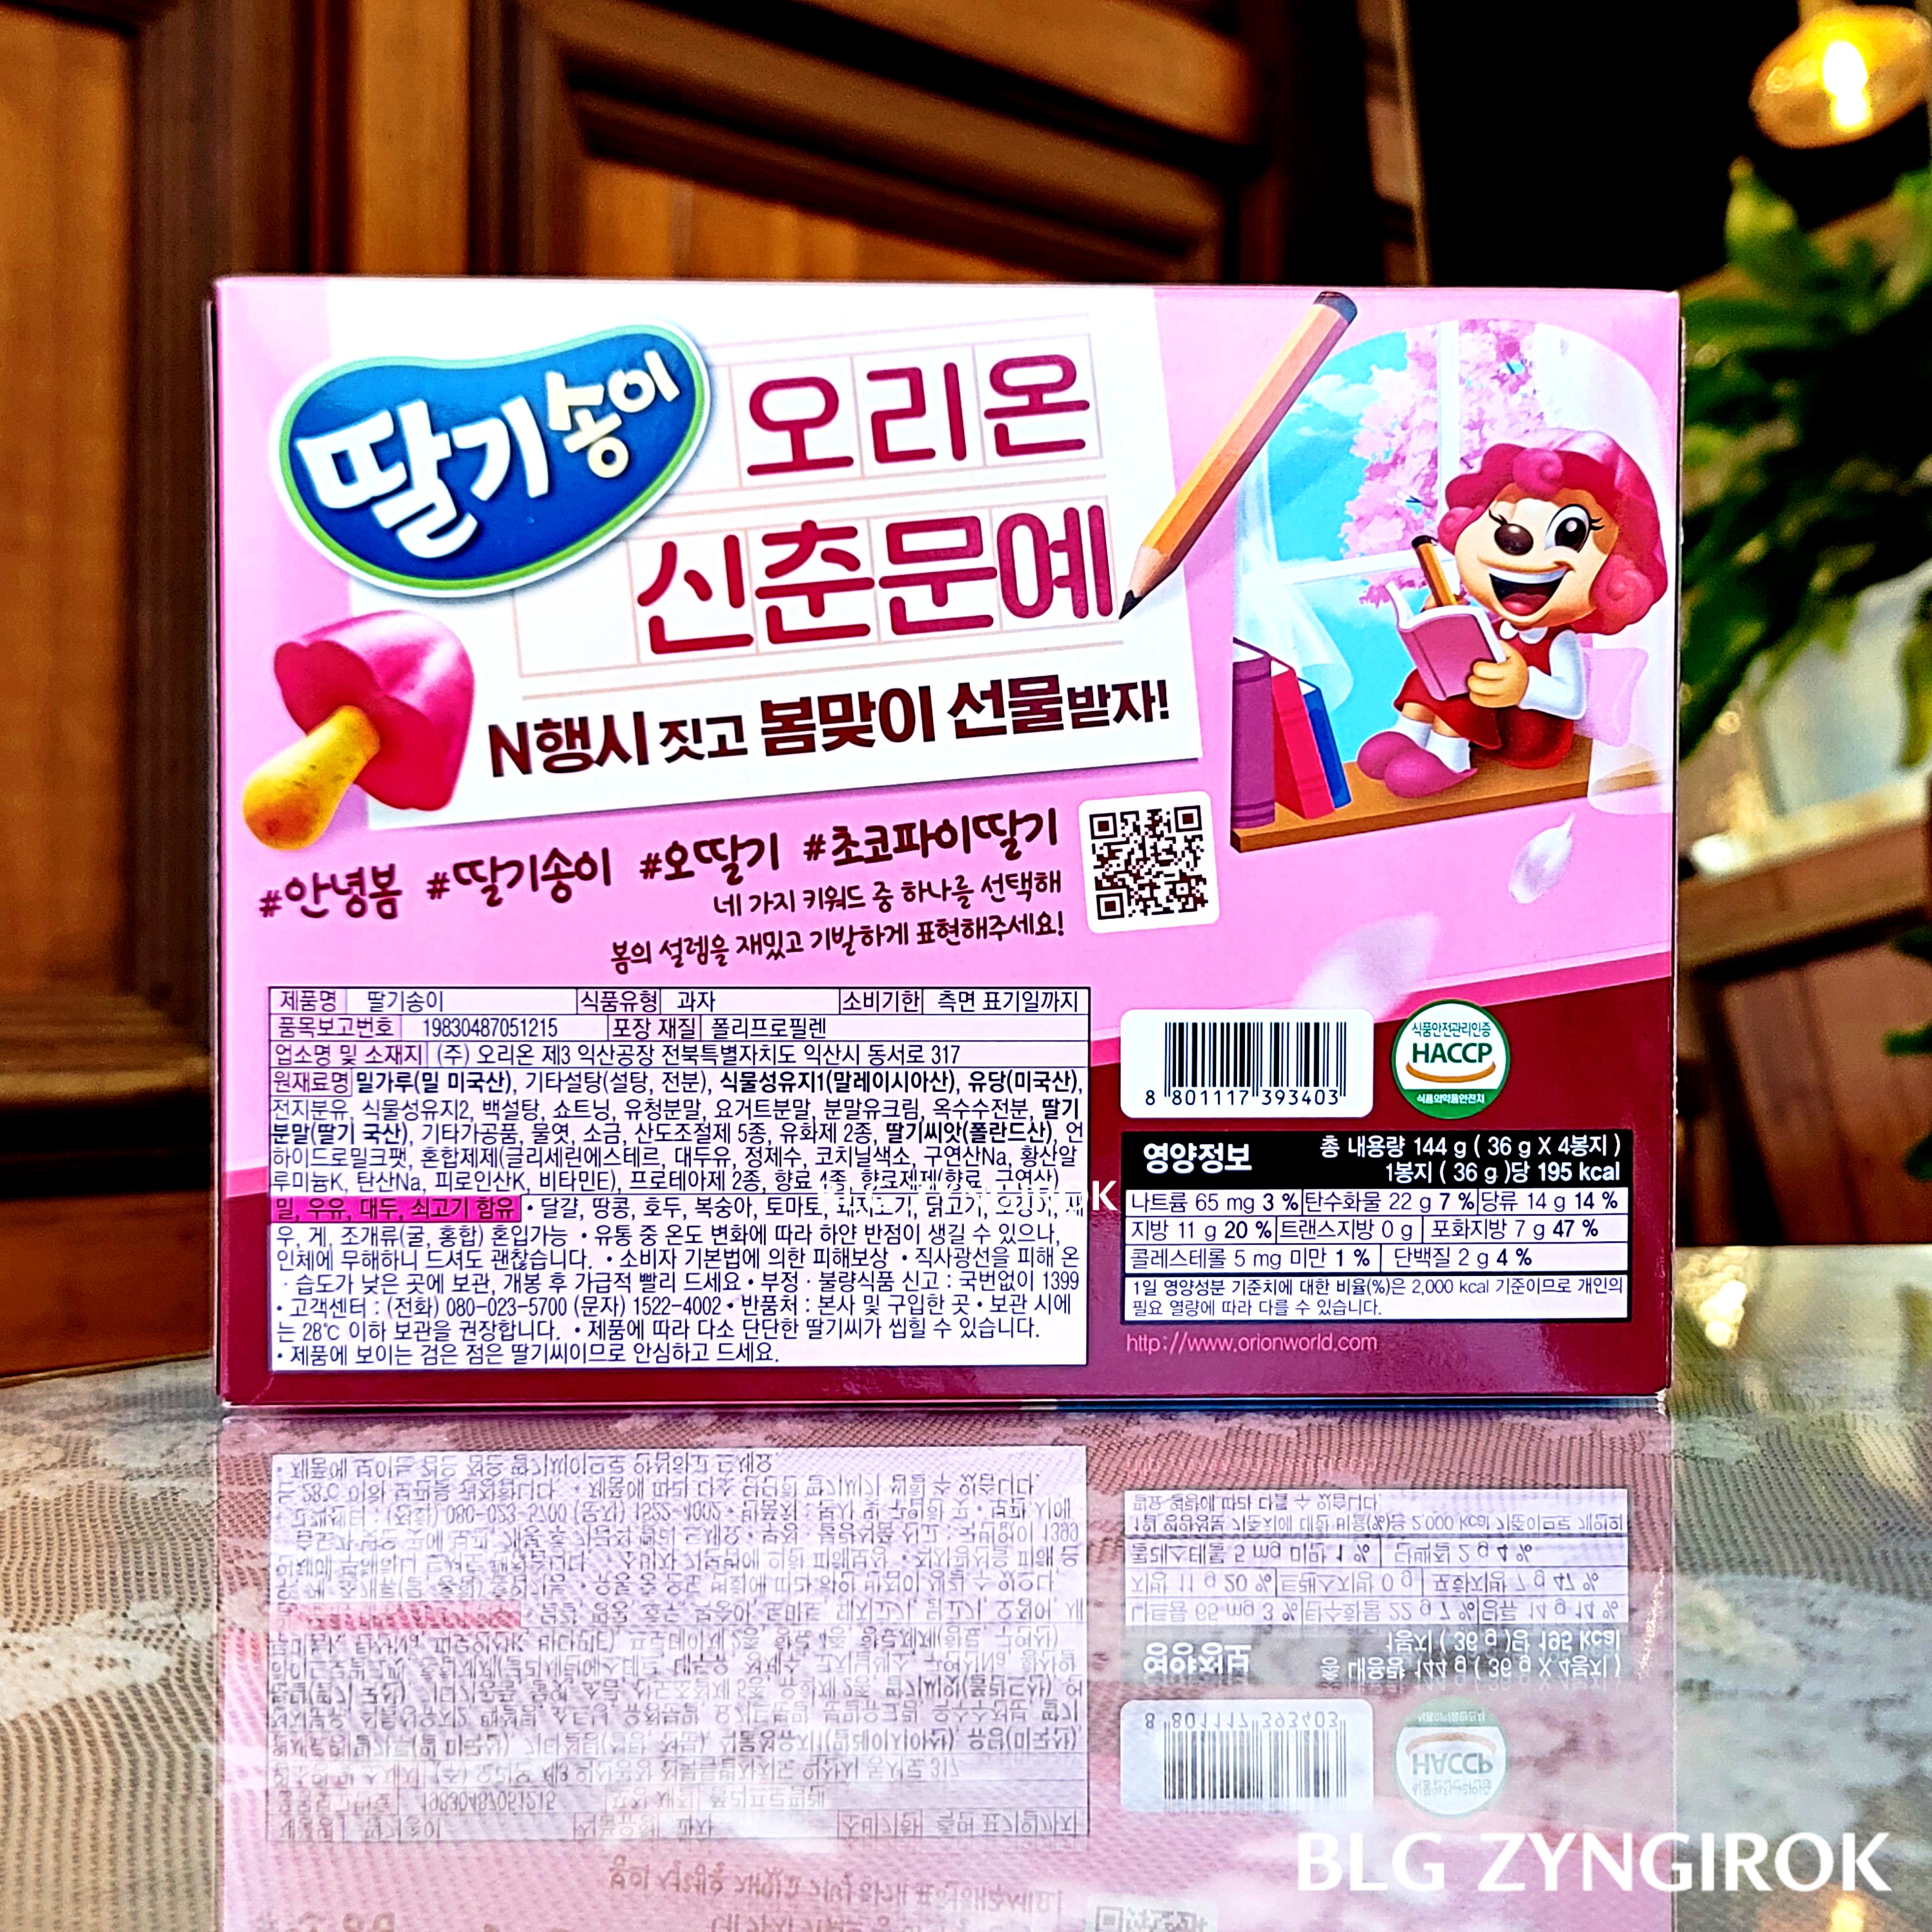 딸기송이
오리온
신춘문예
N행시 짓고 봄맞이 선물받자!
#안녕봄 #딸기송이 #오딸기 #초코파이딸기
네 가지 키워드 중 하나를 선택해
봄의 설렘을 재밌고 기발하게 표현해주세요!
제품명 딸기송이 식품유형 과자 소비기한 측면 표기일까지
품목보고번호 19830487051215 포장 재질 폴리프로필렌
업소명 및 소재지 (주) 오리온 제3 익산공장 전북특별자치도 익산시 동서로 317
원재료명 밀가루(밀 미국산), 기타설탕(설탕, 전분), 식물성유지1(말레이시아산), 유당(미국산),
전지분유, 식물성유지2, 백설탕, 쇼트닝, 유청분말, 요거트분말, 분말유크림, 옥수수전분, 딸기
분말(딸기 국산), 기타가공품, 물엿, 소금, 산도조절제 5종, 유화제 2종, 딸기씨앗(폴란드산), 언
하이드로밀크팻, 혼합제제(글리세린에스테르, 대두유, 정제수, 코치닐색소, 구연산Na, 황산알
루미늄K, 탄산Na, 피로인산K, 비타민E), 프로테아제 2종, 향료 4종, 향료제제(향료, 구연산)
밀, 우유, 대두, 쇠고기 함유 • 달걀, 땅콩, 호두, 복숭아, 토마토, 돼지고기, 닭고기, 오징어, 새
우, 게, 조개류(굴, 홍합) 혼입가능 • 유통 중 온도 변화에 따라 하얀 반점이 생길 수 있으나,
인체에 무해하니 드셔도 괜찮습니다. • 소비자 기본법에 의한 피해보상 • 직사광선을 피해 온
· 습도가 낮은 곳에 보관, 개봉 후 가급적 빨리 드세요 • 부정 · 불량식품 신고 : 국번없이 1399
• 고객센터 : (전화) 080-023-5700 (문자) 1522-4002 • 반품처 : 본사 및 구입한 곳 • 보관 시에
는 28℃ 이하 보관을 권장합니다. • 제품에 따라 다소 단단한 딸기씨가 씹힐 수 있습니다.
• 제품에 보이는 검은 점은 딸기씨이므로 안심하고 드세요.
8 801117 393403
식품안전관리인증
HACCP
식품의약품안전처
영양정보
총 내용량 144 g ( 36 g X 4봉지 )
1봉지 ( 36 g )당 195 kcal
나트륨 65 mg 3 % 탄수화물 22 g 7 % 당류 14 g 14 %
지방 11 g 20 % 트랜스지방 0 g 포화지방 7 g 47 %
콜레스테롤 5 mg 미만 1 % 단백질 2 g 4 %
1일 영양성분 기준치에 대한 비율(%)은 2,000 kcal 기준이므로 개인의
필요 열량에 따라 다를 수 있습니다.
http://www.orionworld.com
BLG ZYNGIROK